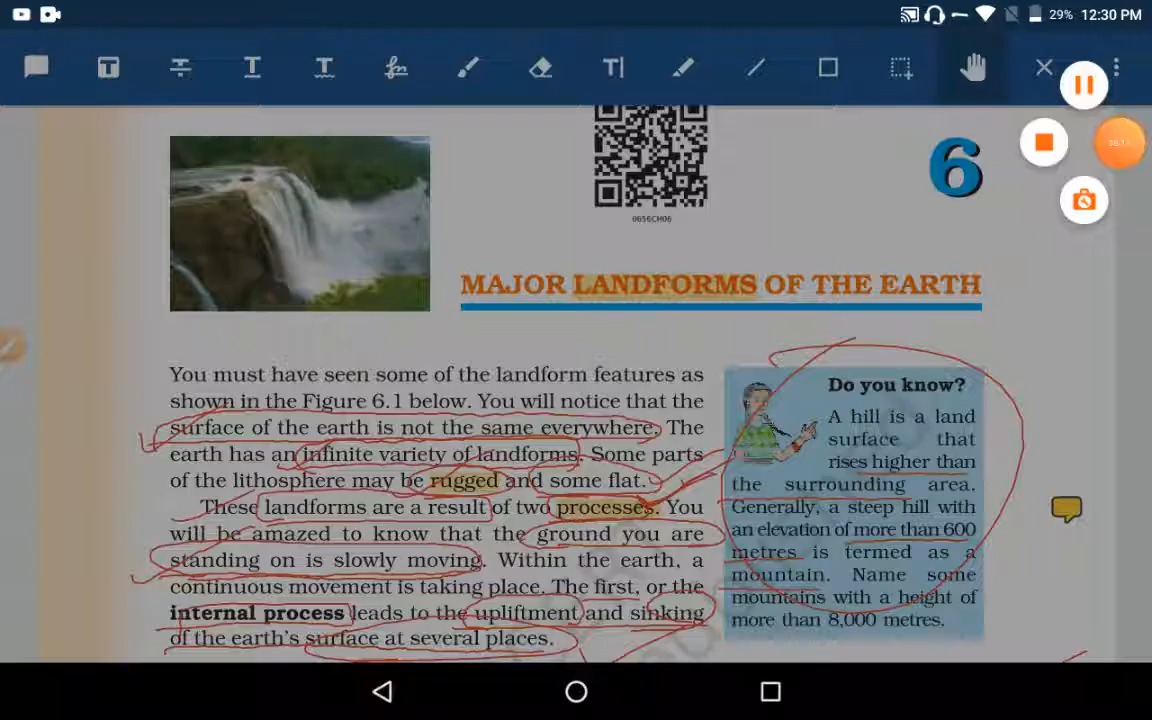 29% 12:30 PM
6
0656CH06
MAJOR LANDFORMS OF THE EARTH
You must have seen some of the landform features as
shown in the Figure 6.1 below. You will notice that the
surface of the earth is not the same everywhere. The
earth has an infinite variety of landforms. Some parts
of the lithosphere may be rugged and some flat.
These landforms are a result of two processes. You
will be amazed to know that the ground you are
standing on is slowly moving. Within the earth, a
continuous movement is taking place. The first, or the
internal process leads to the upliftment and sinking
of the earth's surface at several places.
Do you know?
A hill is a land
surface that
rises higher than
the surrounding area.
Generally, a steep hill with
an elevation of more than 600
metres is termed as a
mountain. Name some
mountains with a height of
more than 8,000 metres.